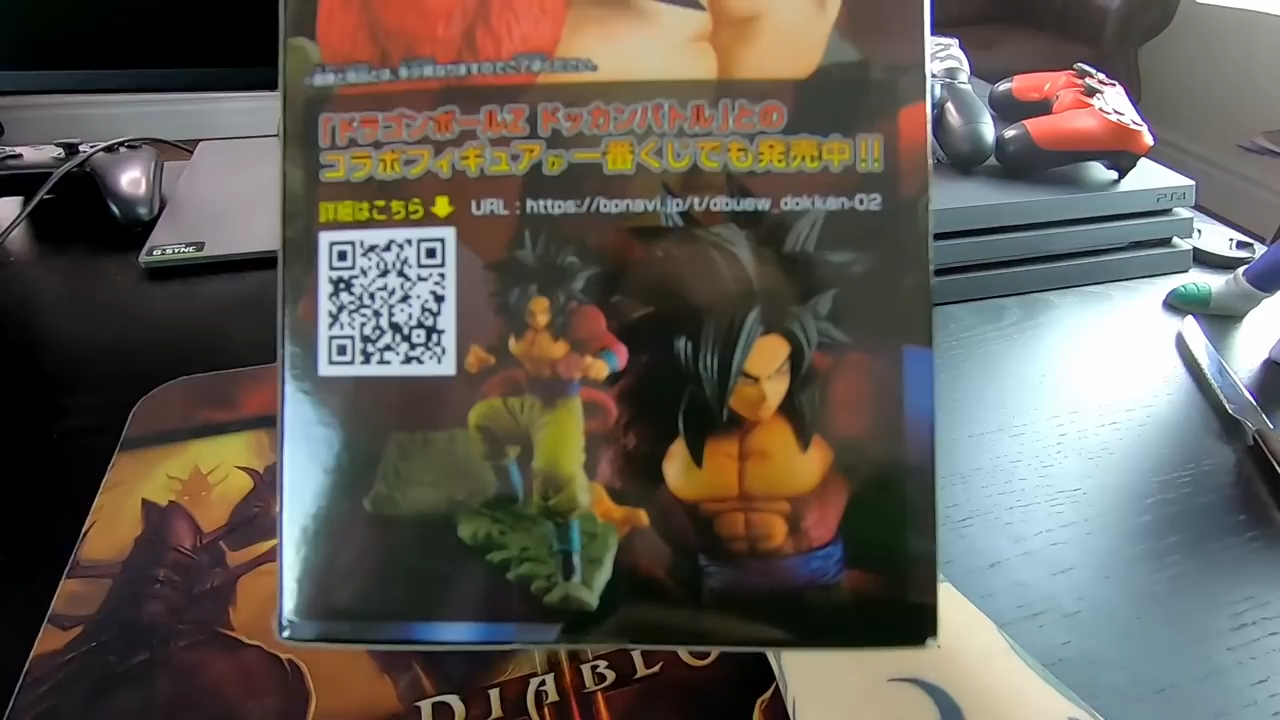 「ドラゴンボールZ ドッカンバトル」との
コラボフィギュアが一番くじでも発売中!!
詳細はこちら
URL : https://bpnavi.jp/t/dbuew_dokkan-02
PS4
G-SYNC
DIABLO